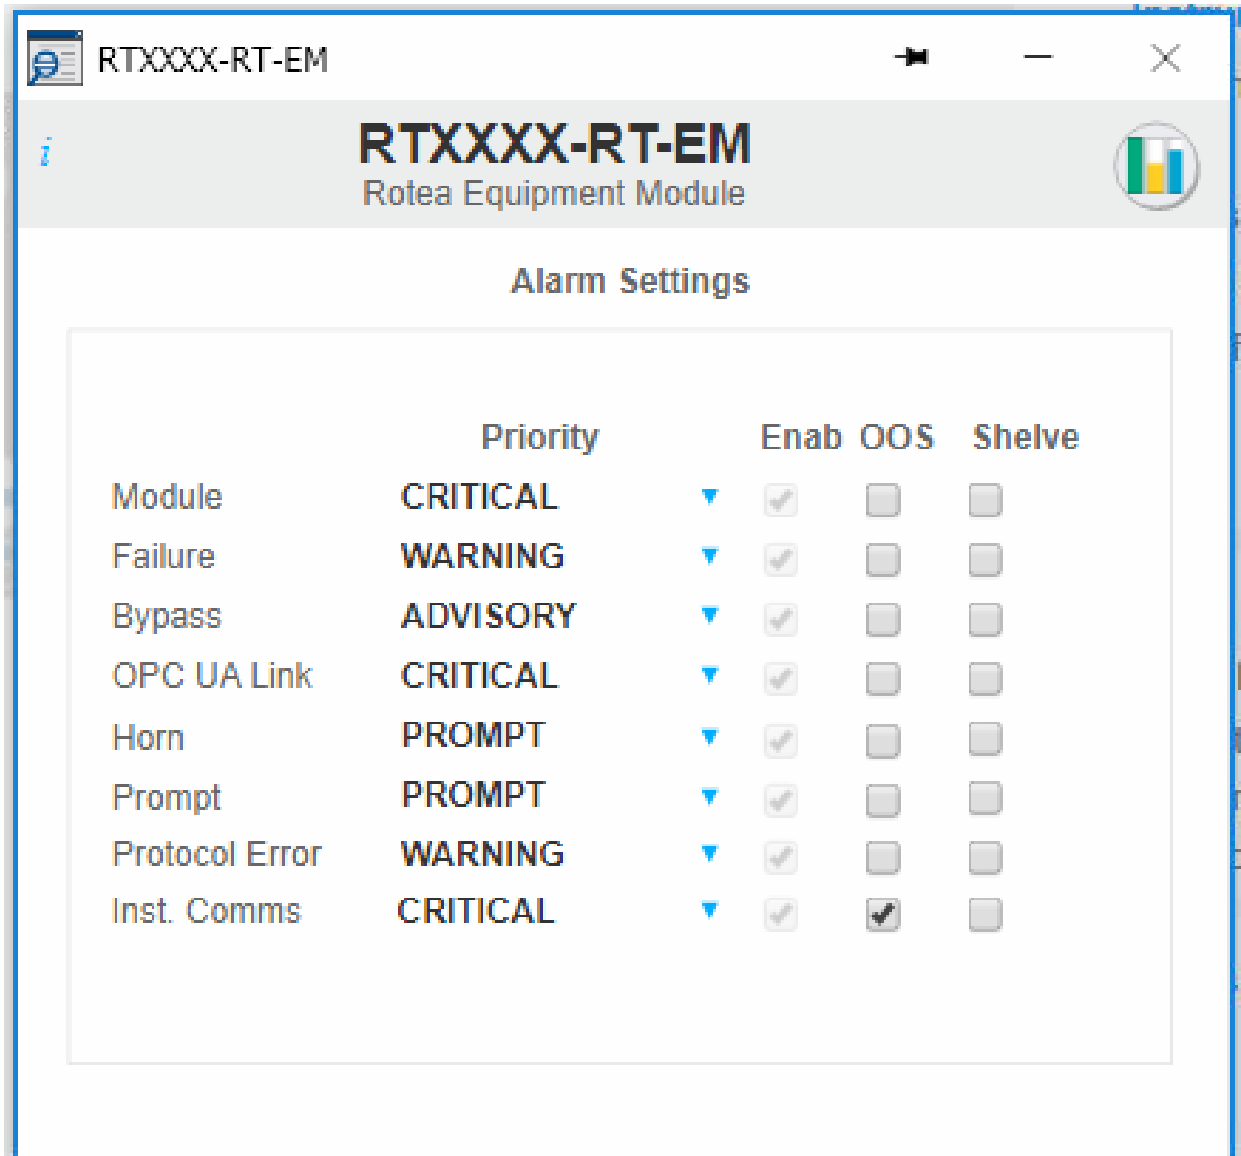 RTXXXX-RT-EM
i
RTXXXX-RT-EM
Rotea Equipment Module
Alarm Settings
Priority Enab OOS Shelve
Module CRITICAL
Failure WARNING
Bypass ADVISORY
OPC UA Link CRITICAL
Horn PROMPT
Prompt PROMPT
Protocol Error WARNING
Inst. Comms CRITICAL